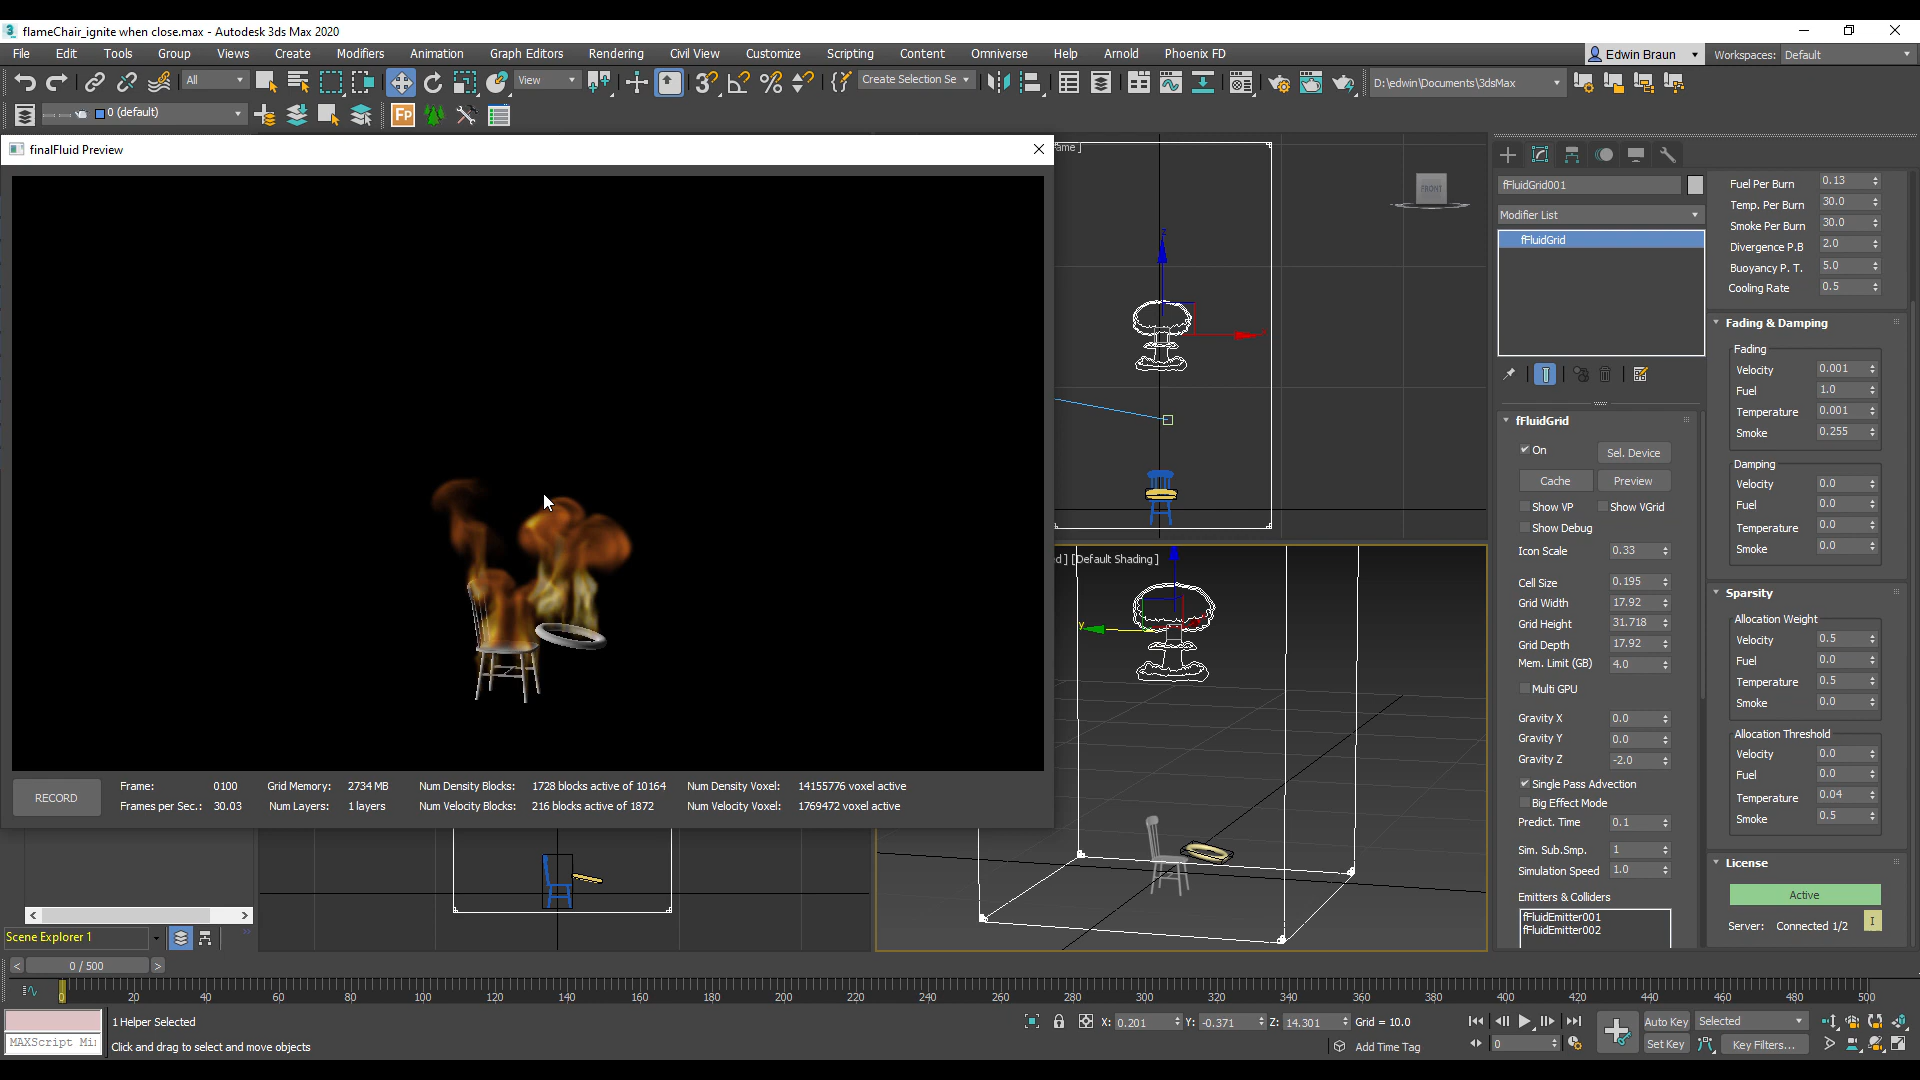 flameChair_ignite when close.max - Autodesk 3ds Max 2020
File Edit Tools Group Views Create Modifiers Animation Graph Editors Rendering Civil View Customize Scripting Content Omniverse Help Arnold Phoenix FD
Edwin Braun Workspaces: Default
All View Create Selection Se D:\edwin\Documents\3dsMax
0 (default)
finalFluid Preview
ame ]
FRONT
z
fFluidGrid001
Modifier List
fFluidGrid
Fuel Per Burn 0.13
Temp. Per Burn 30.0
Smoke Per Burn 30.0
Divergence P.B 2.0
Buoyancy P. T. 5.0
Cooling Rate 0.5
Fading & Damping
Fading
Velocity 0.001
Fuel 1.0
Temperature 0.001
Smoke 0.255
Damping
Velocity 0.0
Fuel 0.0
Temperature 0.0
Smoke 0.0
Sparsity
Allocation Weight
Velocity 0.5
Fuel 0.0
Temperature 0.5
Smoke 0.0
Allocation Threshold
Velocity 0.0
Fuel 0.0
Temperature 0.04
Smoke 0.5
License
Active
Server: Connected 1/2
fFluidGrid
On Sel. Device
Cache Preview
Show VP Show VGrid
Show Debug
Icon Scale 0.33
Cell Size 0.195
Grid Width 17.92
Grid Height 31.718
Grid Depth 17.92
Mem. Limit (GB) 4.0
Multi GPU
Gravity X 0.0
Gravity Y 0.0
Gravity Z -2.0
Single Pass Advection
Big Effect Mode
Predict. Time 0.1
Sim. Sub.Smp. 1
Simulation Speed 1.0
Emitters & Colliders
fFluidEmitter001
fFluidEmitter002
d ] [Default Shading ]
y
RECORD
Frame: 0100 Grid Memory: 2734 MB Num Density Blocks: 1728 blocks active of 10164 Num Density Voxel: 14155776 voxel active
Frames per Sec.: 30.03 Num Layers: 1 layers Num Velocity Blocks: 216 blocks active of 1872 Num Velocity Voxel: 1769472 voxel active
Scene Explorer 1
< 0 / 500 >
0 20 40 60 80 100 120 140 160 180 200 220 240 260 280 300 320 340 360 380 400 420 440 460 480 500
1 Helper Selected X: 0.201 Y: -0.371 Z: 14.301 Grid = 10.0 Auto Key Selected
MAXScript Mi Click and drag to select and move objects Add Time Tag 0 Set Key Key Filters...